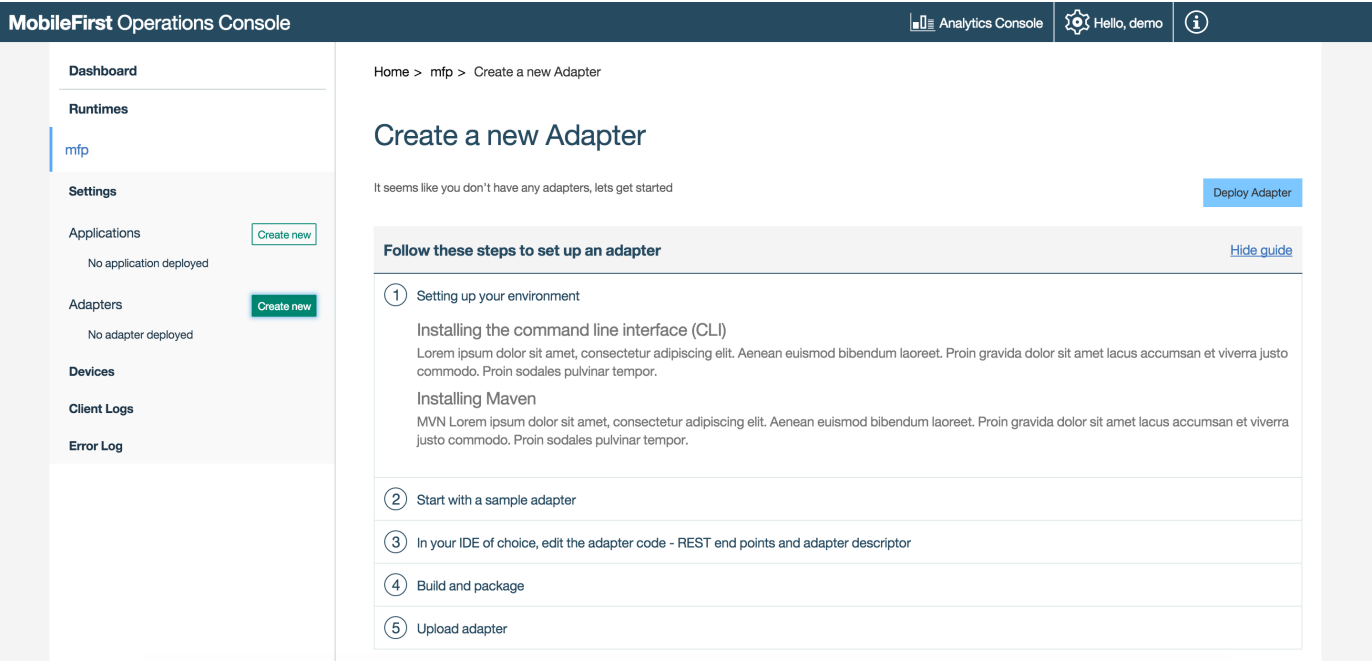 MobileFirst Operations Console
Analytics Console
Hello, demo
Dashboard
Runtimes
mfp
Settings
Applications
Create new
No application deployed
Adapters
Create new
No adapter deployed
Devices
Client Logs
Error Log
Home > mfp > Create a new Adapter
Create a new Adapter
It seems like you don't have any adapters, lets get started
Deploy Adapter
Follow these steps to set up an adapter
Hide guide
1 Setting up your environment
Installing the command line interface (CLI)
Lorem ipsum dolor sit amet, consectetur adipiscing elit. Aenean euismod bibendum laoreet. Proin gravida dolor sit amet lacus accumsan et viverra justo
commodo. Proin sodales pulvinar tempor.
Installing Maven
MVN Lorem ipsum dolor sit amet, consectetur adipiscing elit. Aenean euismod bibendum laoreet. Proin gravida dolor sit amet lacus accumsan et viverra
justo commodo. Proin sodales pulvinar tempor.
2 Start with a sample adapter
3 In your IDE of choice, edit the adapter code - REST end points and adapter descriptor
4 Build and package
5 Upload adapter